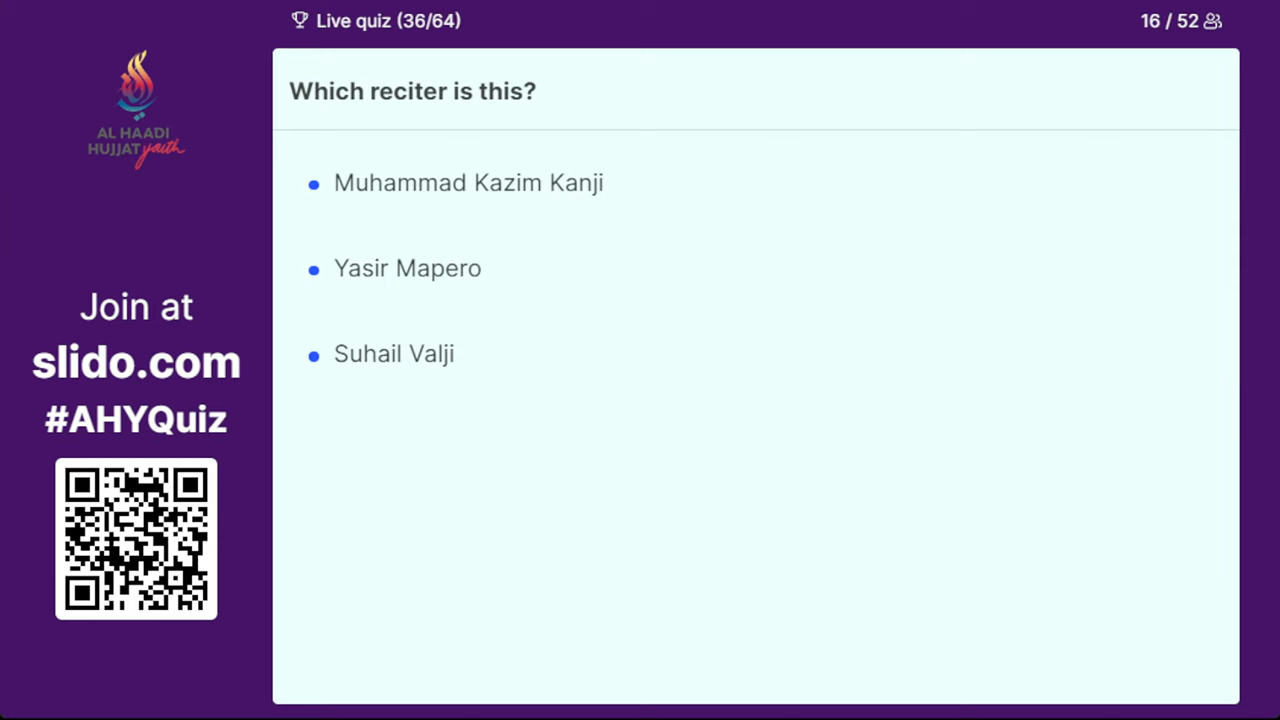 Live quiz (36/64)
16 / 52
AL HAADI
HUJJAT youth
Which reciter is this?
Muhammad Kazim Kanji
Yasir Mapero
Suhail Valji
Join at
slido.com
#AHYQuiz